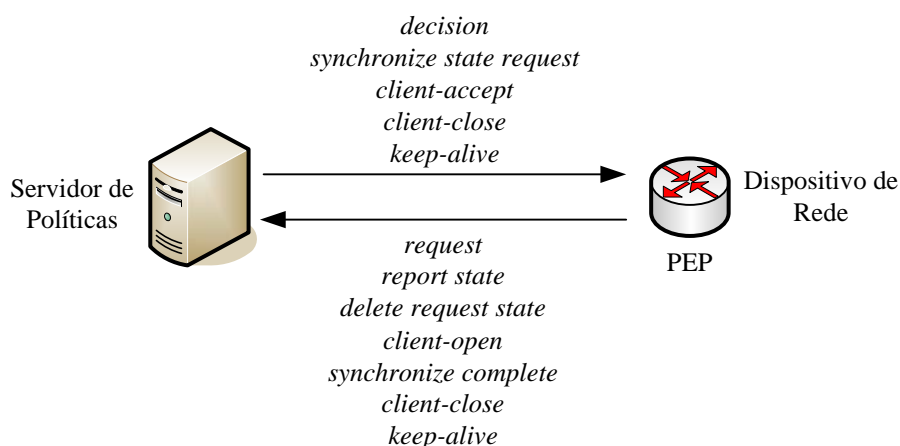 decision
synchronize state request
client-accept
client-close
keep-alive
Servidor de
Políticas
Dispositivo de
Rede
PEP
request
report state
delete request state
client-open
synchronize complete
client-close
keep-alive